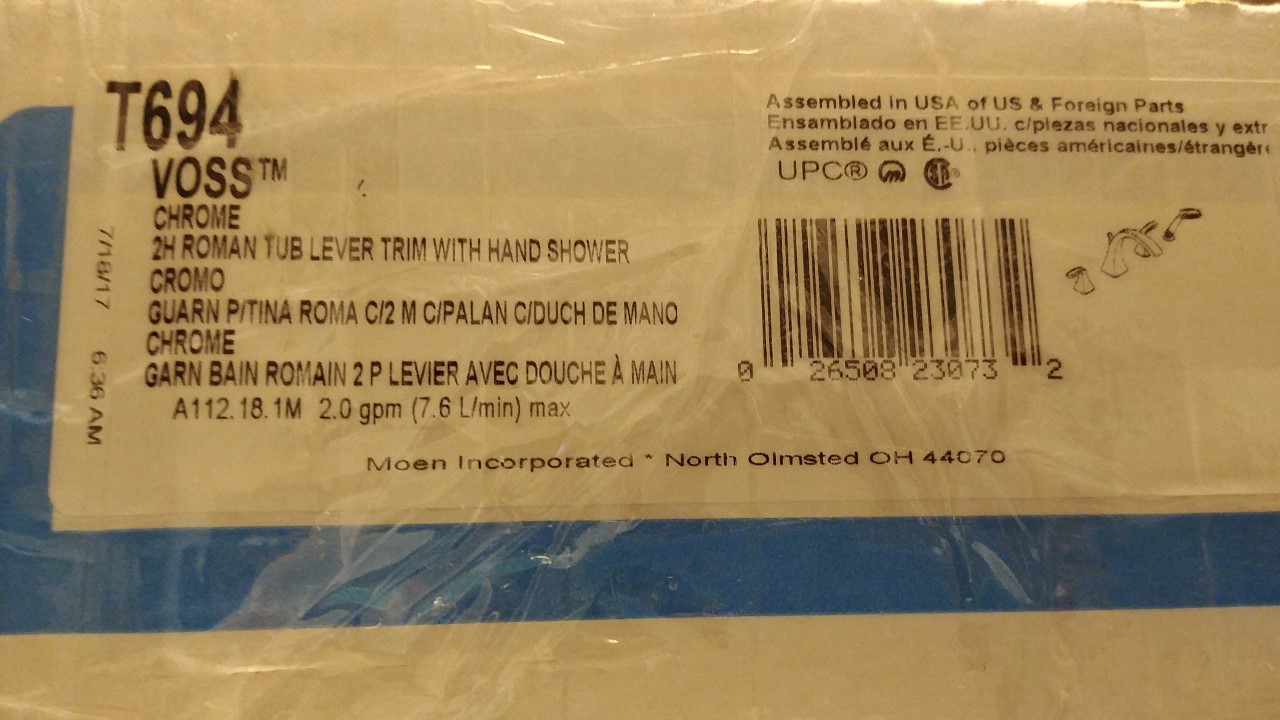 T694
VOSS™
CHROME
2H ROMAN TUB LEVER TRIM WITH HAND SHOWER
CROMO
GUARN P/TINA ROMA C/2 M C/PALAN C/DUCH DE MANO
CHROME
GARN BAIN ROMAIN 2 P LEVIER AVEC DOUCHE À MAIN
A112.18.1M 2.0 gpm (7.6 L/min) max
7/18/17 6:36 AM
Assembled in USA of US & Foreign Parts
Ensamblado en EE.UU. c/piezas nacionales y extr
Assemblé aux É.-U., pièces américaines/étrangère
UPC®
0 26508 23073 2
Moen Incorporated * North Olmsted OH 44070